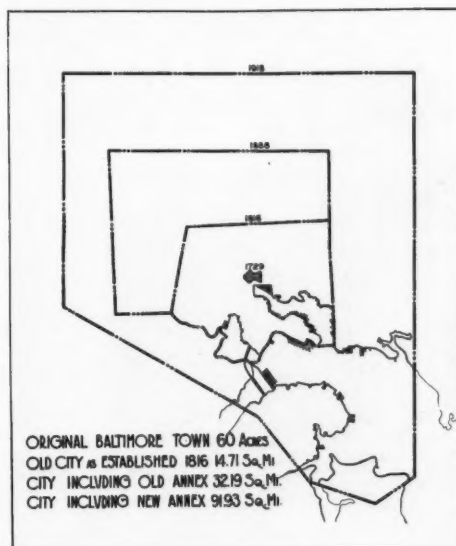 1918
1888
1816
1729
ORIGINAL BALTIMORE TOWN 60 ACRES
OLD CITY AS ESTABLISHED 1816 14.71 SQ. MI.
CITY INCLUDING OLD ANNEX 32.19 SQ. MI.
CITY INCLUDING NEW ANNEX 91.93 SQ. MI.